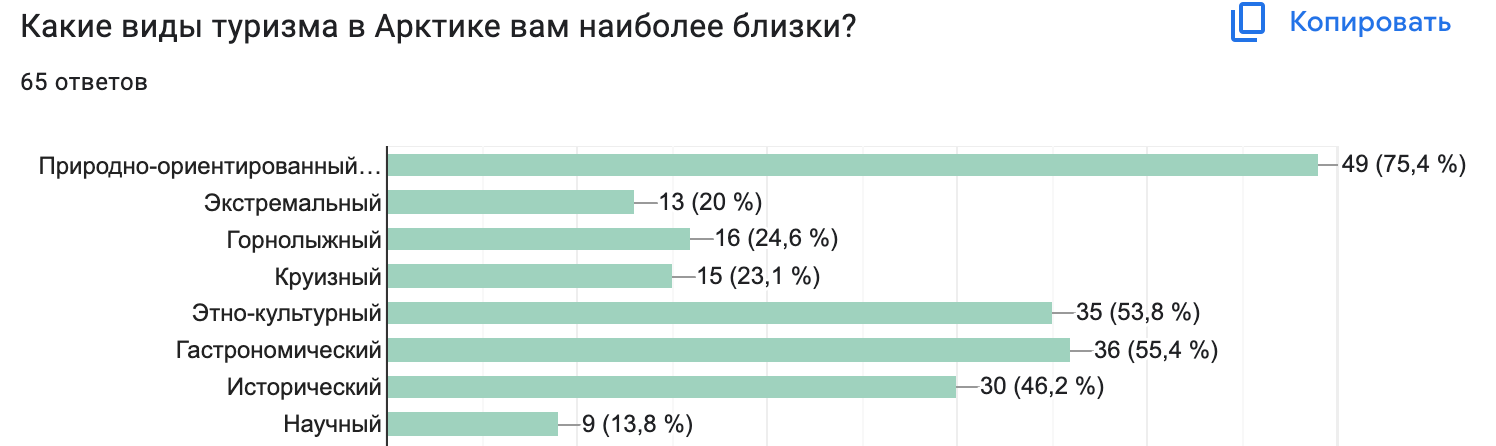 Какие виды туризма в Арктике вам наиболее близки?
Копировать
65 ответов
Природно-ориентированный… 49 (75,4 %)
Экстремальный 13 (20 %)
Горнолыжный 16 (24,6 %)
Круизный 15 (23,1 %)
Этно-культурный 35 (53,8 %)
Гастрономический 36 (55,4 %)
Исторический 30 (46,2 %)
Научный 9 (13,8 %)